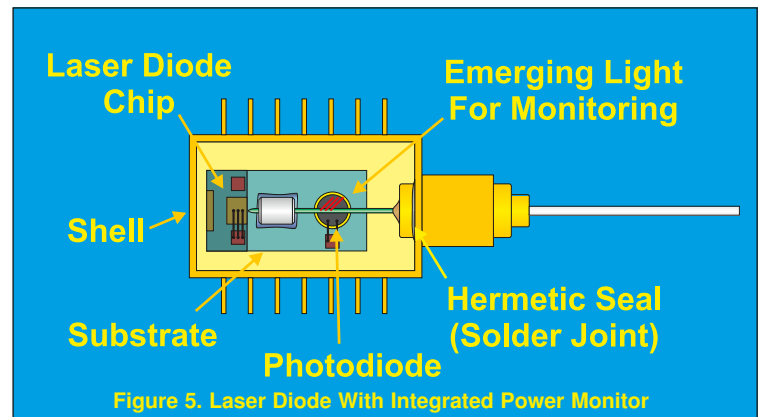 Laser Diode
Chip
Emerging Light
For Monitoring
Shell
Substrate
Photodiode
Hermetic Seal
(Solder Joint)
Figure 5. Laser Diode With Integrated Power Monitor